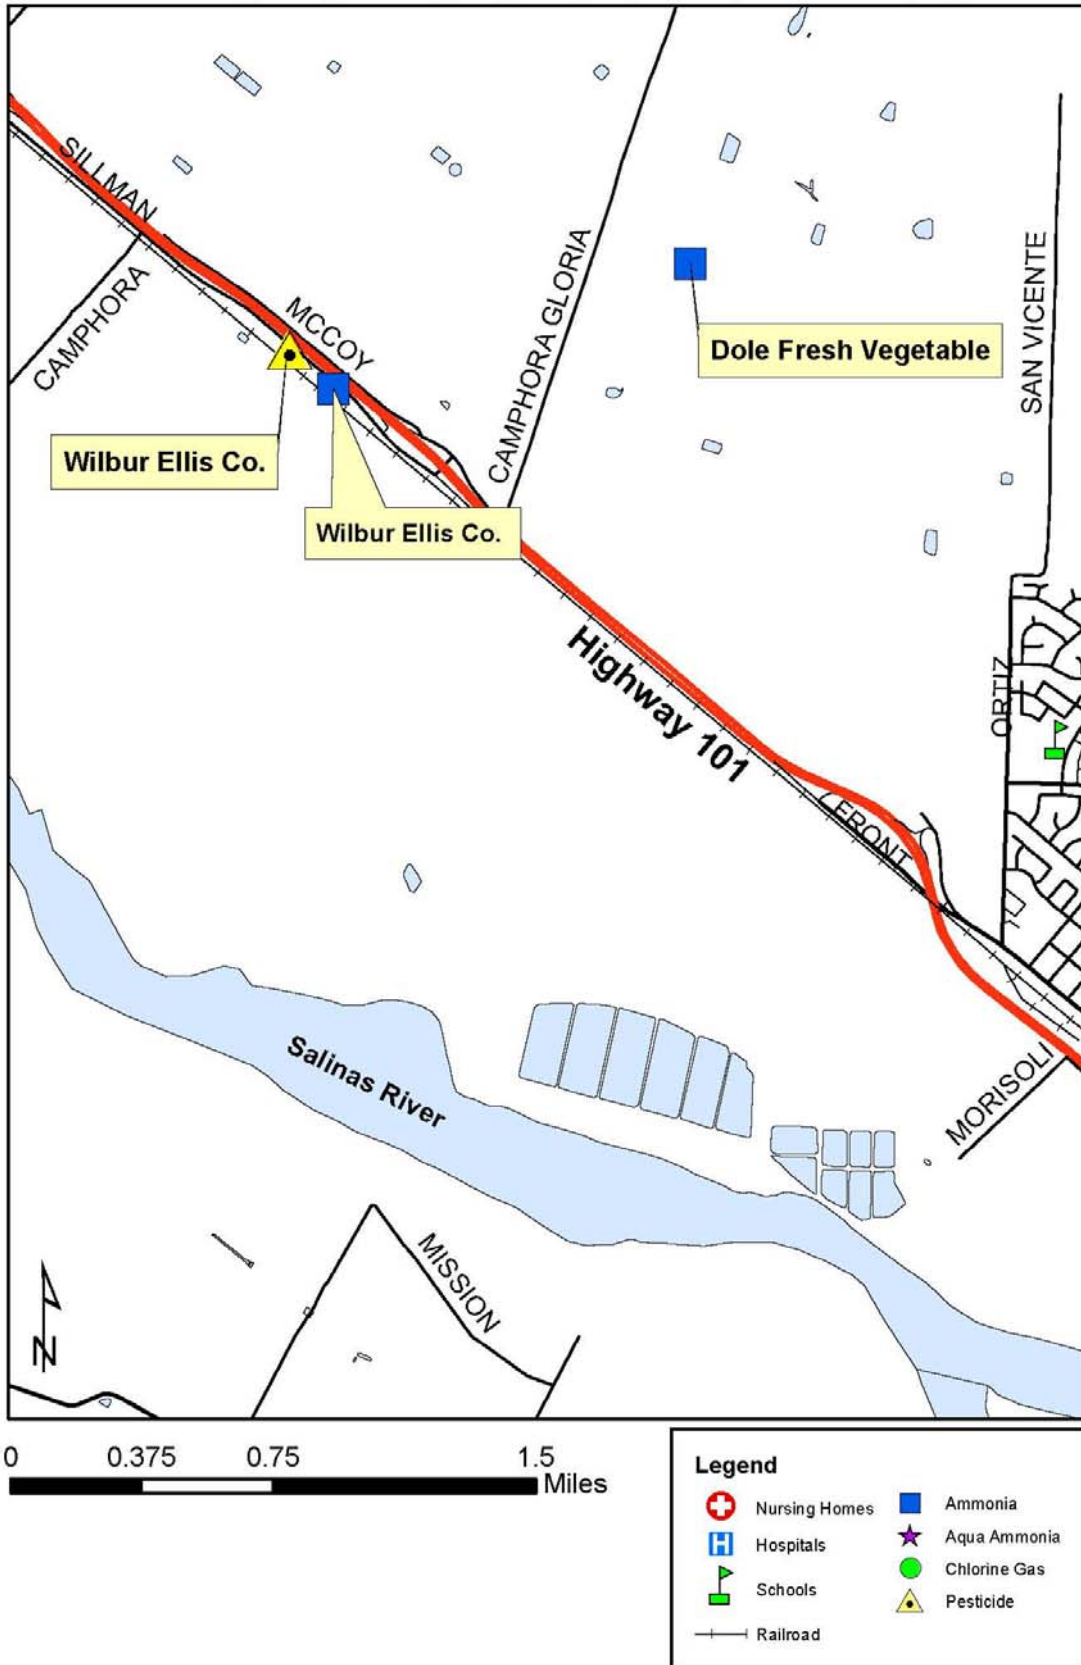 SILLMAN
CAMPHORA
MCCOY
CAMPHORA GLORIA
SAN VICENTE
Dole Fresh Vegetable
Wilbur Ellis Co.
Wilbur Ellis Co.
Highway 101
ORTIZ
FRONT
Salinas River
MORISOLI
MISSION
N
0 0.375 0.75 1.5
Miles
Legend
Nursing Homes
H Hospitals
Schools
Railroad
Ammonia
Aqua Ammonia
Chlorine Gas
Pesticide